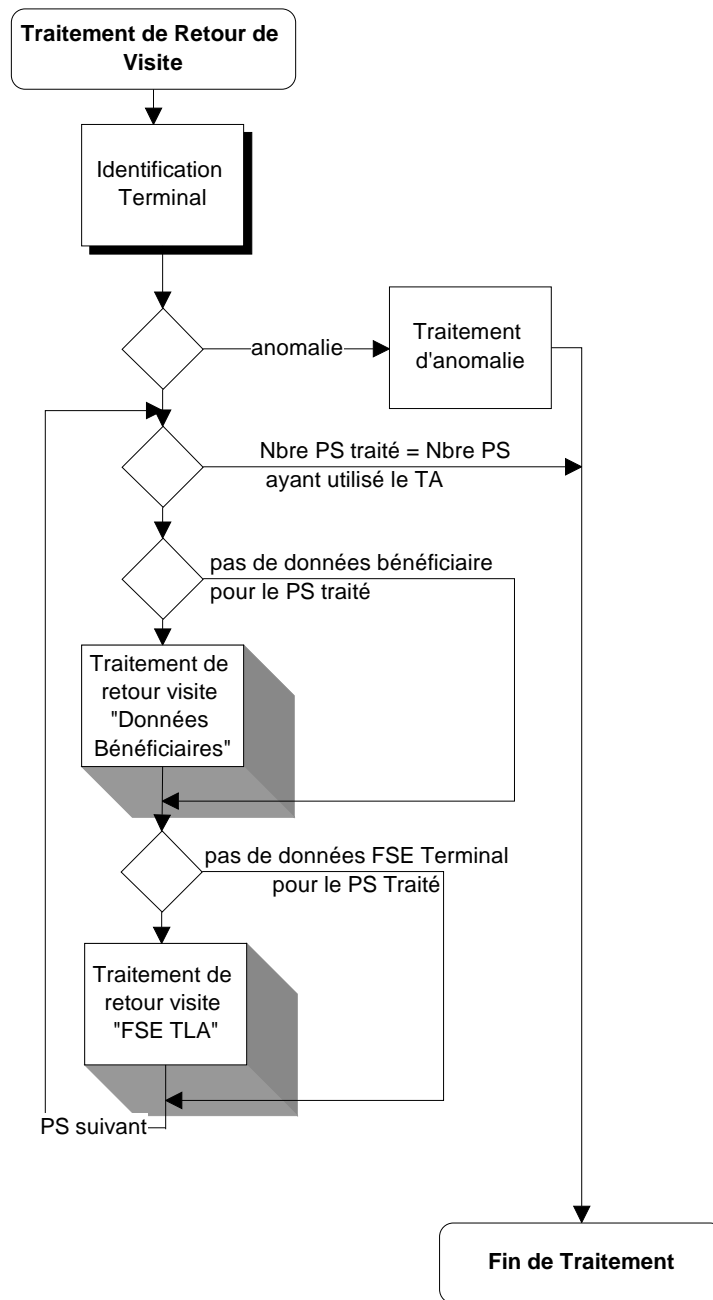 Traitement de Retour de
Visite
Identification
Terminal
anomalie
Traitement
d'anomalie
Nbre PS traité = Nbre PS
ayant utilisé le TA
pas de données bénéficiaire
pour le PS traité
Traitement de
retour visite
"Données
Bénéficiaires"
pas de données FSE Terminal
pour le PS Traité
Traitement de
retour visite
"FSE TLA"
PS suivant
Fin de Traitement